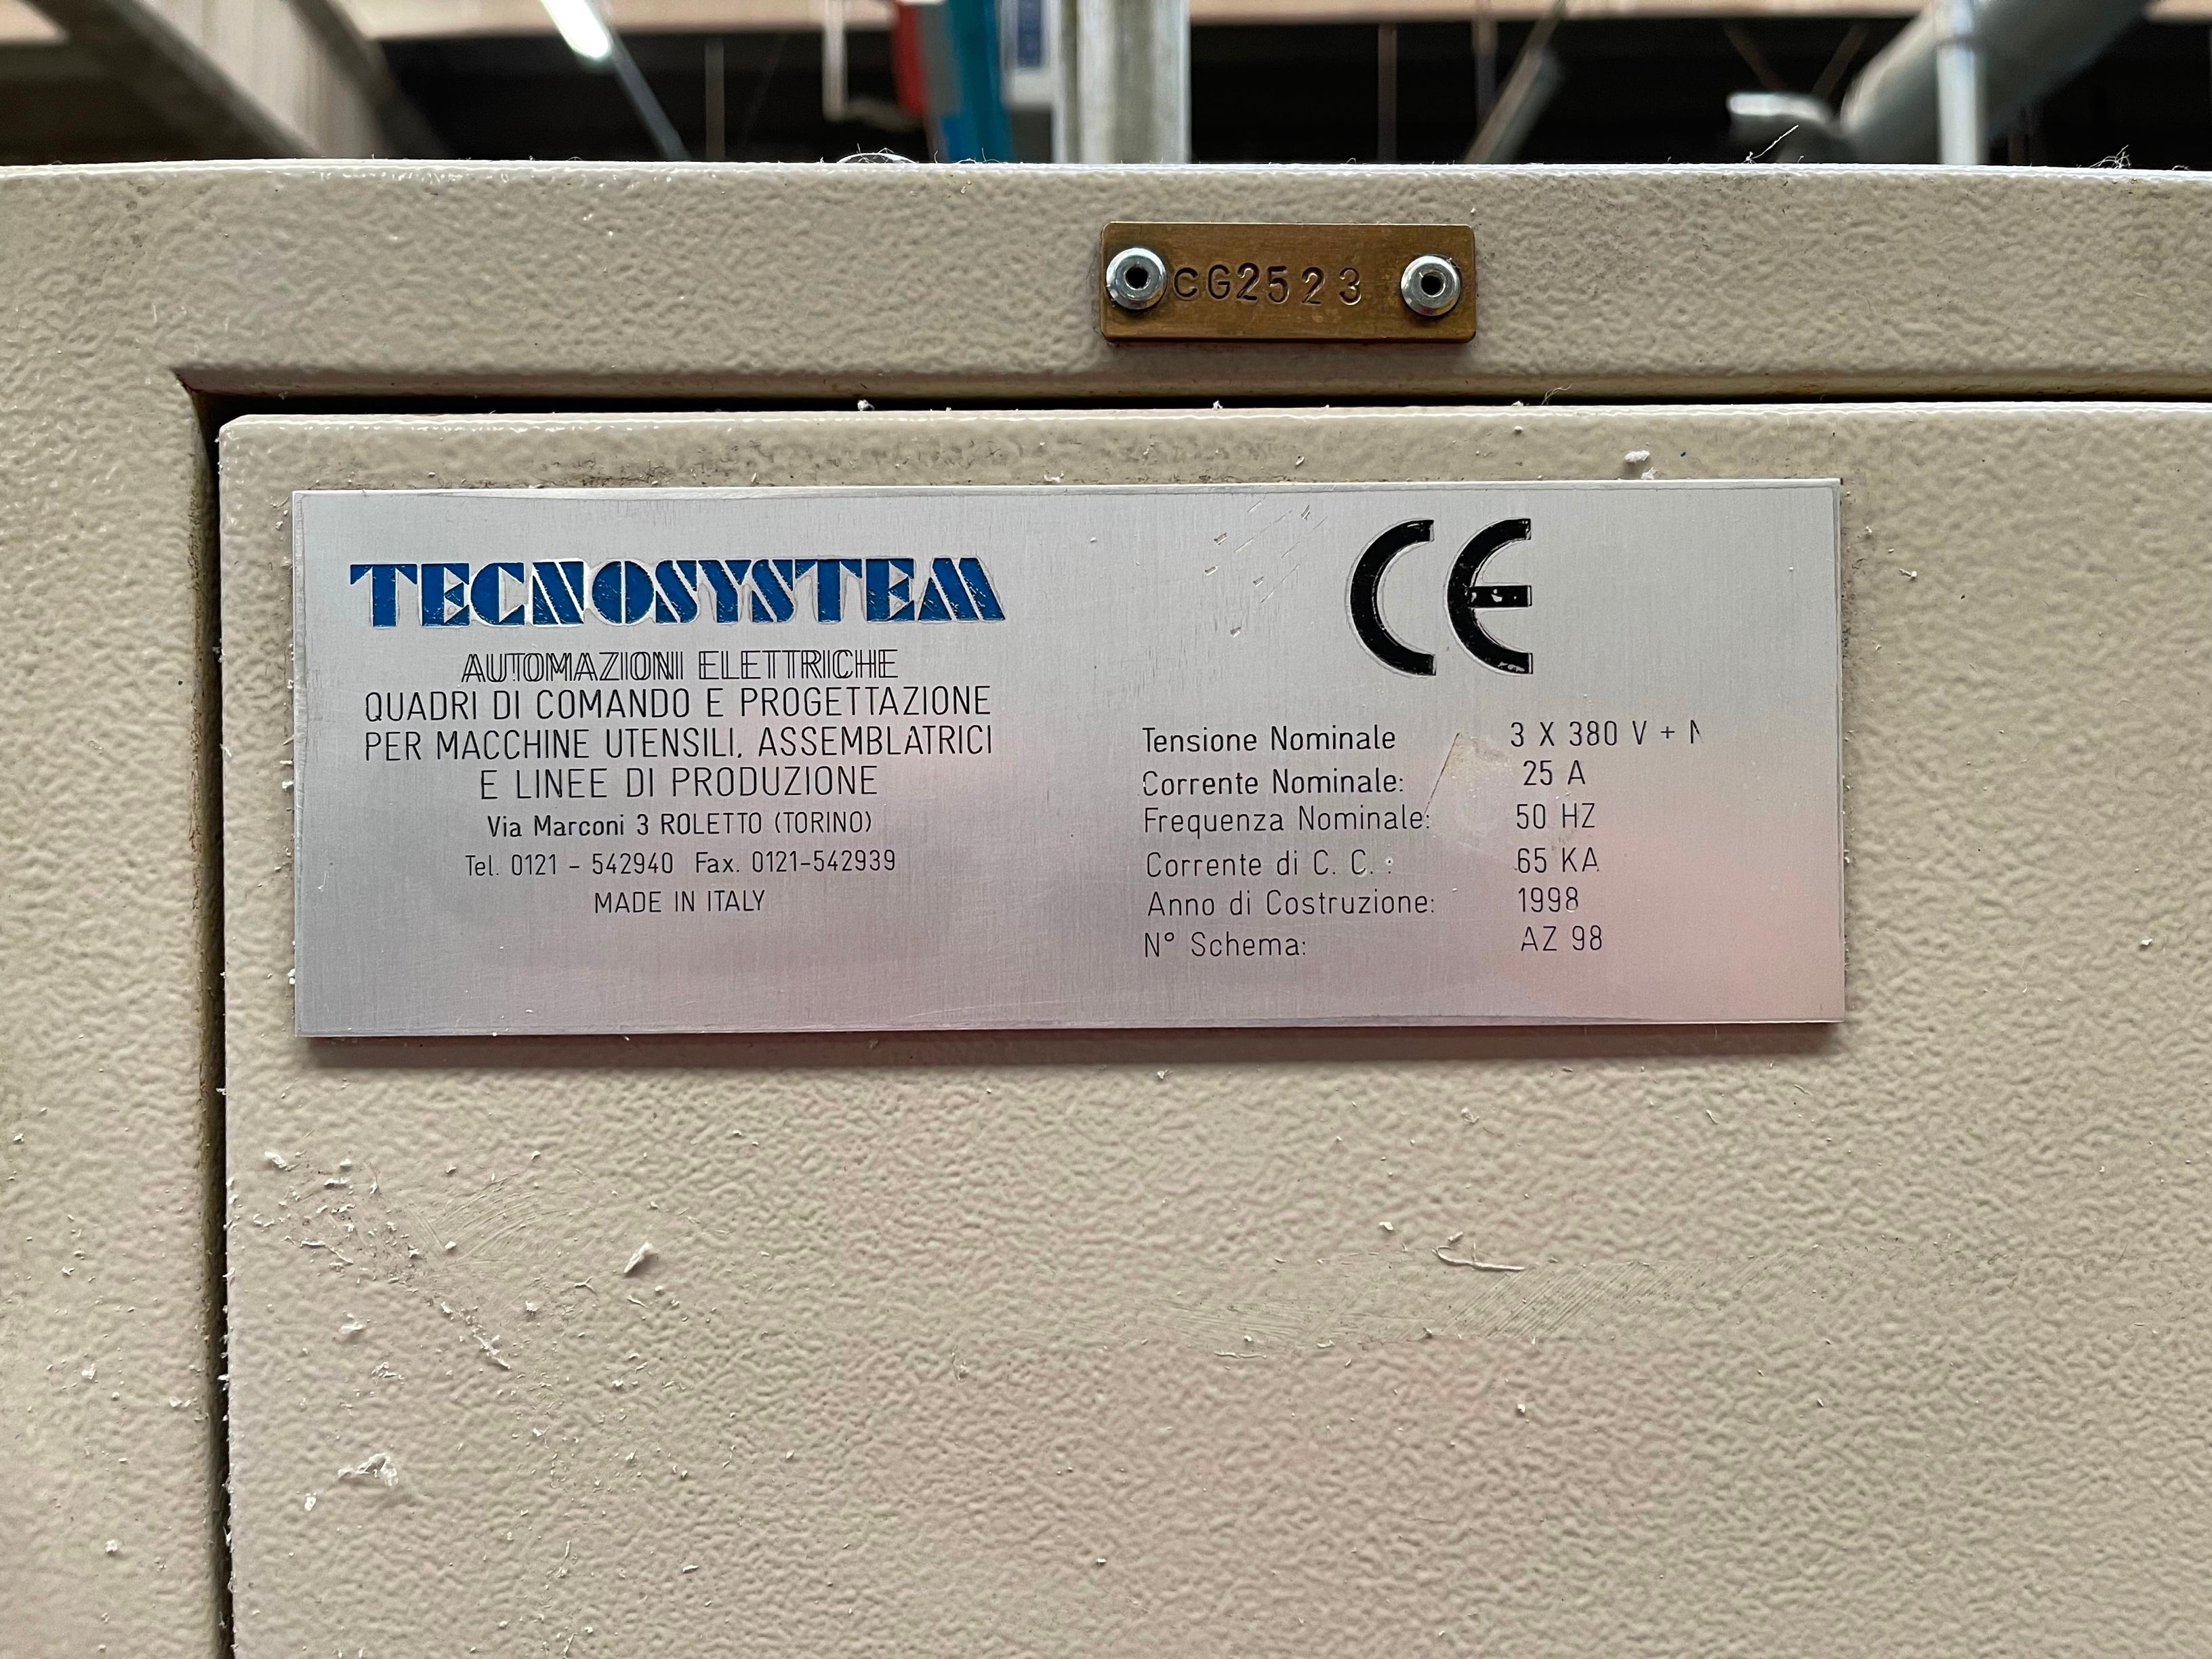 CG2523
TECNOSYSTEM
AUTOMAZIONI ELETTRICHE
QUADRI DI COMANDO E PROGETTAZIONE
PER MACCHINE UTENSILI, ASSEMBLATRICI
E LINEE DI PRODUZIONE
Via Marconi 3 ROLETTO (TORINO)
Tel. 0121 - 542940 Fax. 0121-542939
MADE IN ITALY
CE
Tensione Nominale 3 X 380 V + N
Corrente Nominale: 25 A
Frequenza Nominale: 50 HZ
Corrente di C. C. : 65 KA
Anno di Costruzione: 1998
N° Schema: AZ 98